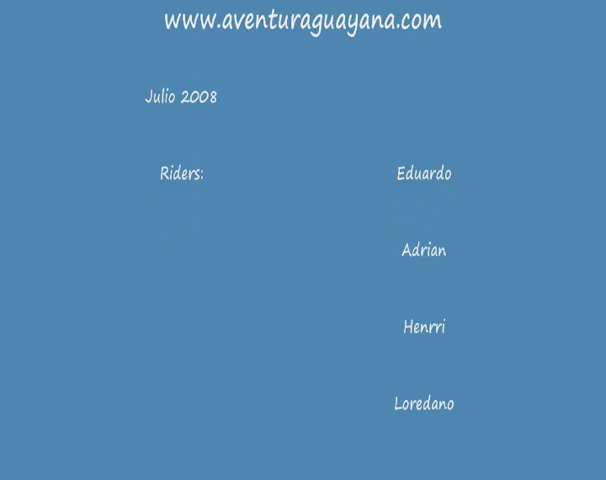 www.aventuraguayana.com
Julio 2008
Riders: Eduardo
Adrian
Henrri
Loredano